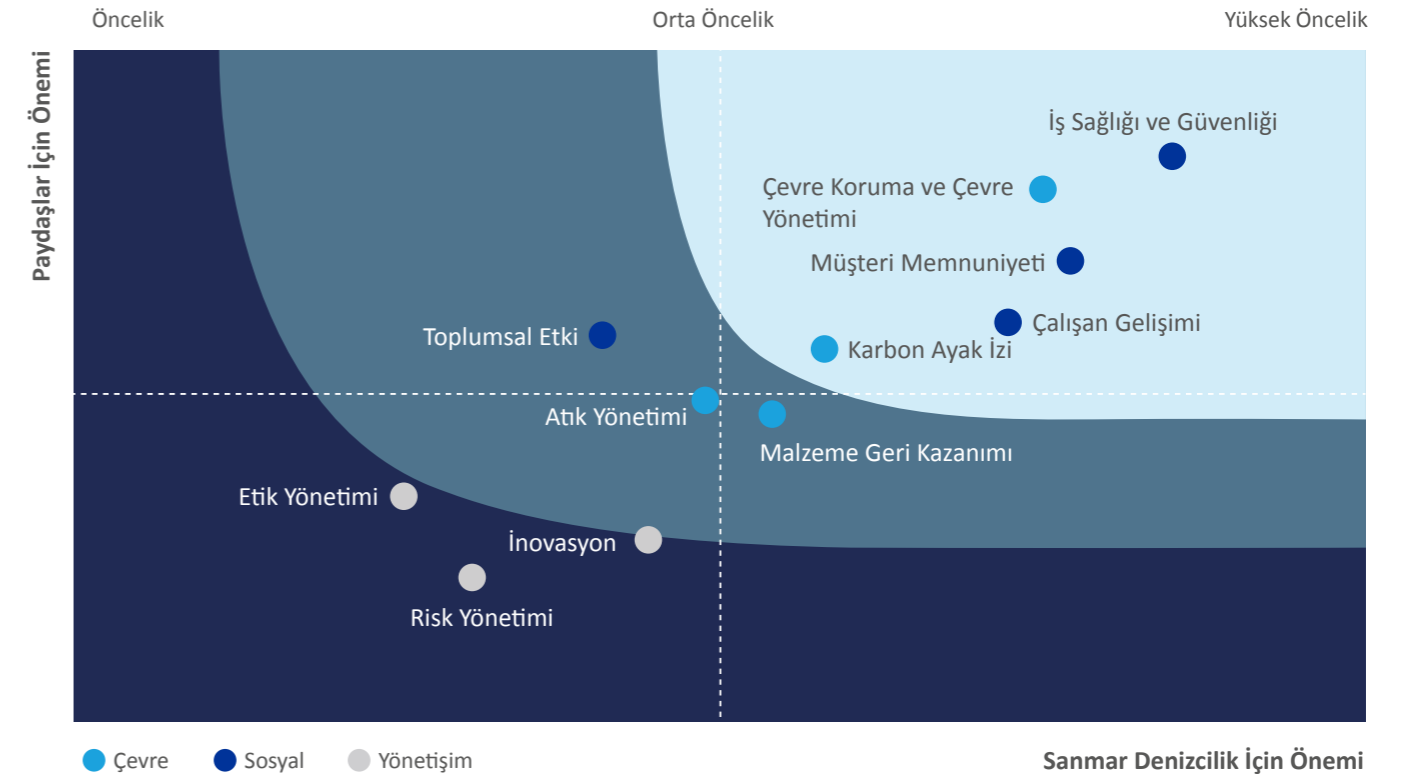 Öncelik
Orta Öncelik
Yüksek Öncelik
Paydaşlar İçin Önemi
İş Sağlığı ve Güvenliği
Çevre Koruma ve Çevre
Yönetimi
Müşteri Memnuniyeti
Çalışan Gelişimi
Toplumsal Etki
Karbon Ayak İzi
Atık Yönetimi
Malzeme Geri Kazanımı
Etik Yönetimi
İnovasyon
Risk Yönetimi
Çevre
Sosyal
Yönetişim
Sanmar Denizcilik İçin Önemi